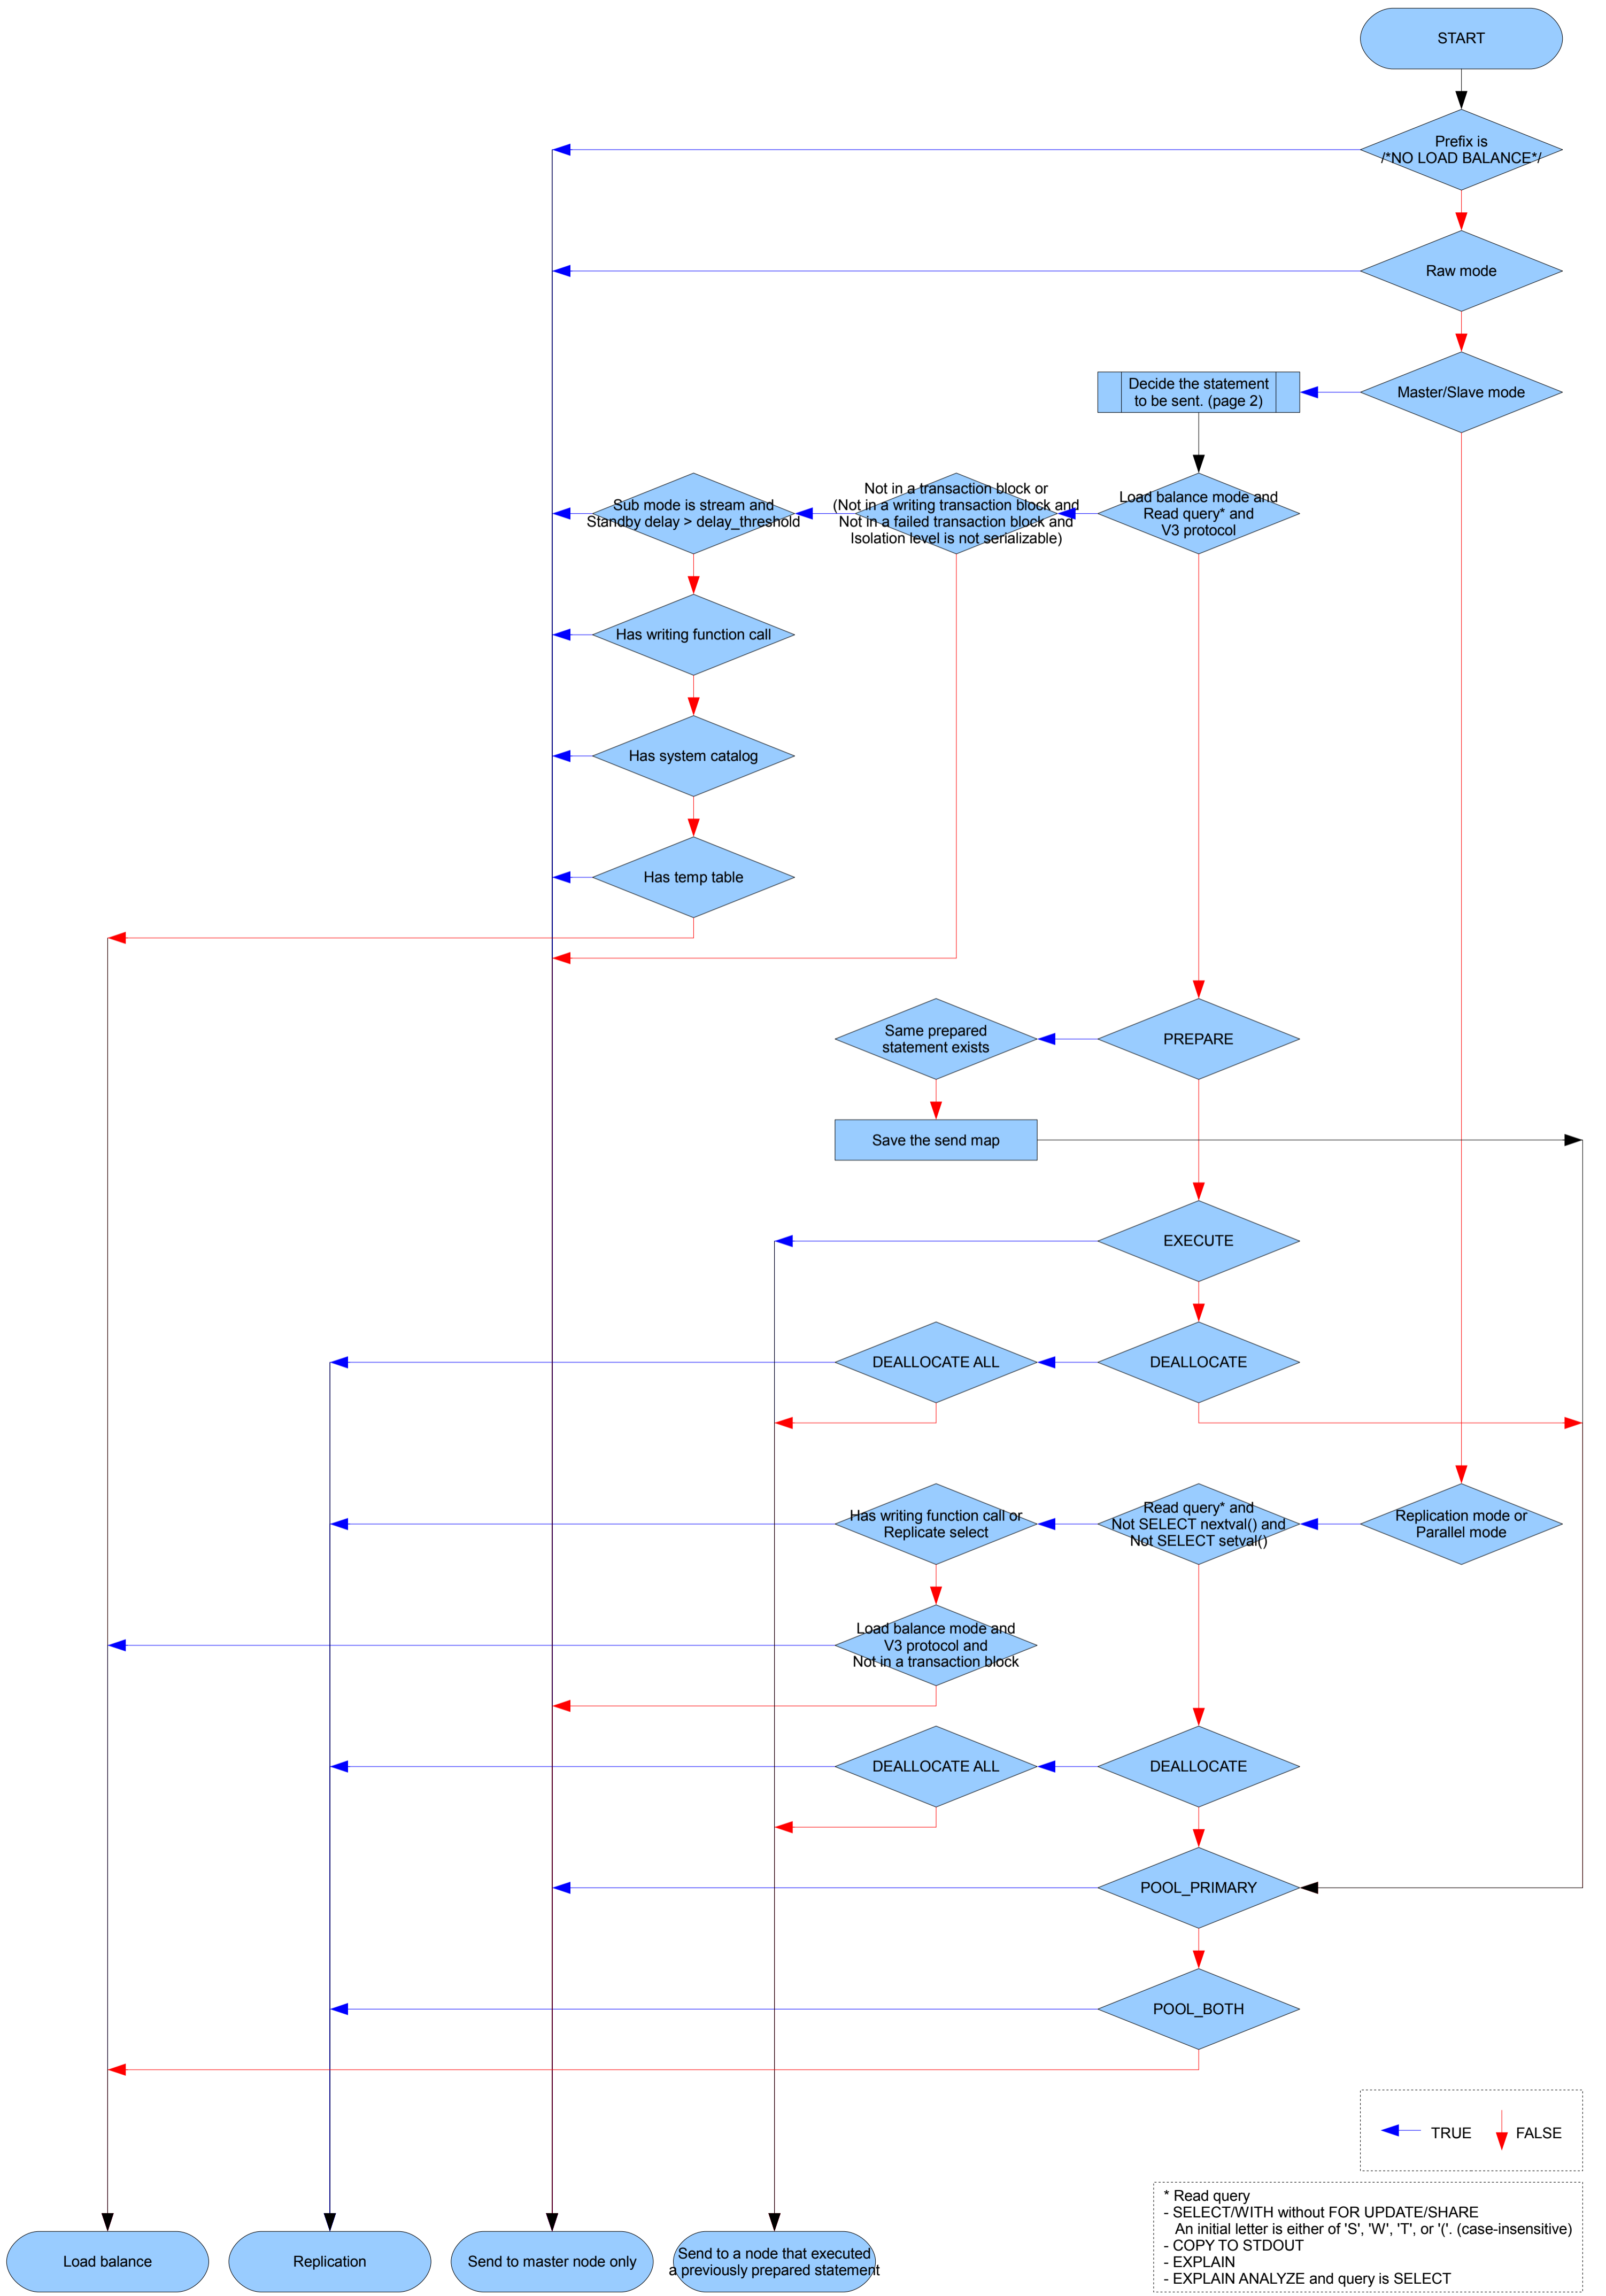 START
Prefix is
/*NO LOAD BALANCE*/
Raw mode
Master/Slave mode
Decide the statement
to be sent. (page 2)
Load balance mode and
Read query* and
V3 protocol
Not in a transaction block or
(Not in a writing transaction block and
Not in a failed transaction block and
Isolation level is not serializable)
Sub mode is stream and
Standby delay > delay_threshold
Has writing function call
Has system catalog
Has temp table
PREPARE
Same prepared
statement exists
Save the send map
EXECUTE
DEALLOCATE
DEALLOCATE ALL
Replication mode or
Parallel mode
Read query* and
Not SELECT nextval() and
Not SELECT setval()
Has writing function call or
Replicate select
Load balance mode and
V3 protocol and
Not in a transaction block
DEALLOCATE
DEALLOCATE ALL
POOL_PRIMARY
POOL_BOTH
TRUE
FALSE
* Read query
- SELECT/WITH without FOR UPDATE/SHARE
An initial letter is either of 'S', 'W', 'T', or '('. (case-insensitive)
- COPY TO STDOUT
- EXPLAIN
- EXPLAIN ANALYZE and query is SELECT
Load balance
Replication
Send to master node only
Send to a node that executed
a previously prepared statement